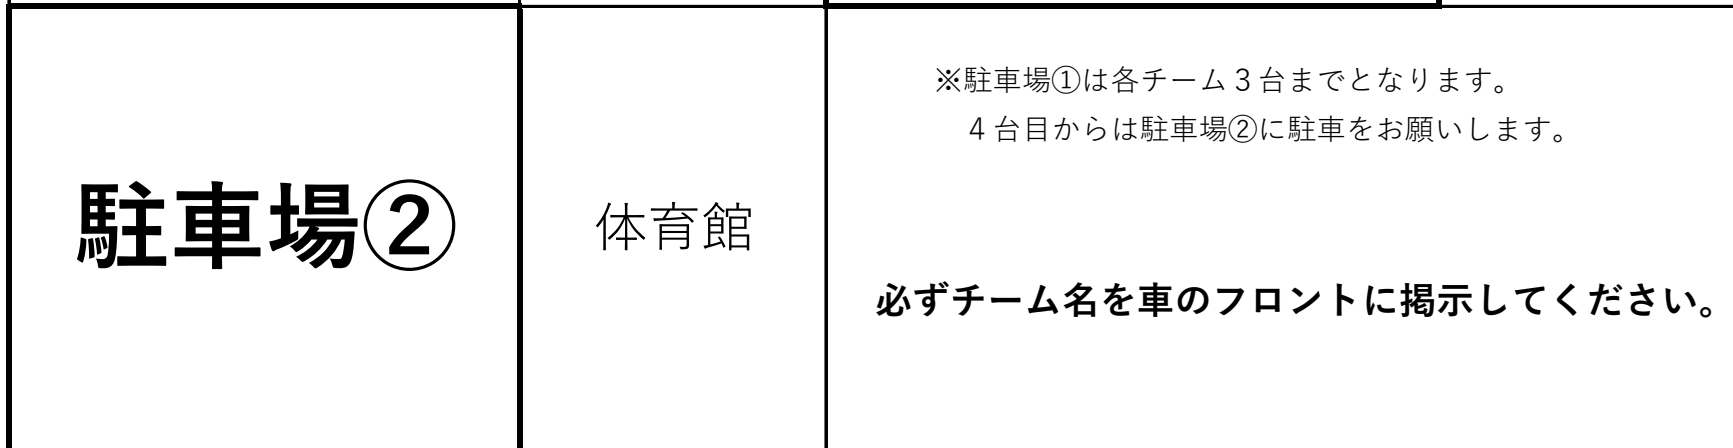 駐車場②
体育館
※駐車場①は各チーム３台までとなります。
４台目からは駐車場②に駐車をお願いします。
必ずチーム名を車のフロントに掲示してください。